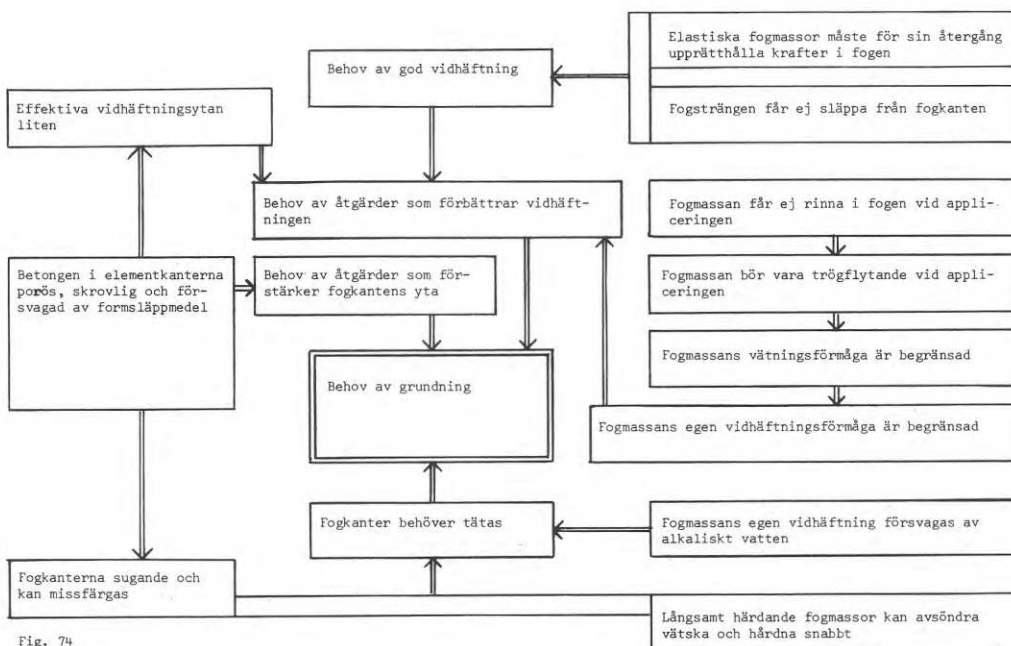 Elastiska fogmassor måste för sin återgång
upprätthålla krafter i fogen
Behov av god vidhäftning
Fogsträngen får ej släppa från fogkanten
Effektiva vidhäftningsytan
liten
Behov av åtgärder som förbättrar vidhäft-
ningen
Fogmassan får ej rinna i fogen vid appli-
ceringen
Betongen i elementkanterna
porös, skrovlig och för-
svagad av formsläppmedel
Behov av åtgärder som för-
stärker fogkantens yta
Fogmassan bör vara trögflytande vid appli-
ceringen
Fogmassans vätningsförmåga är begränsad
Behov av grundning
Fogmassans egen vidhäftningsförmåga är begränsad
Fogkanter behöver tätas
Fogmassans egen vidhäftning försvagas av
alkaliskt vatten
Fogkanterna sugande och
kan missfärgas
Långsamt härdande fogmassor kan avsöndra
vätska och hårdna snabbt
Fig. 74